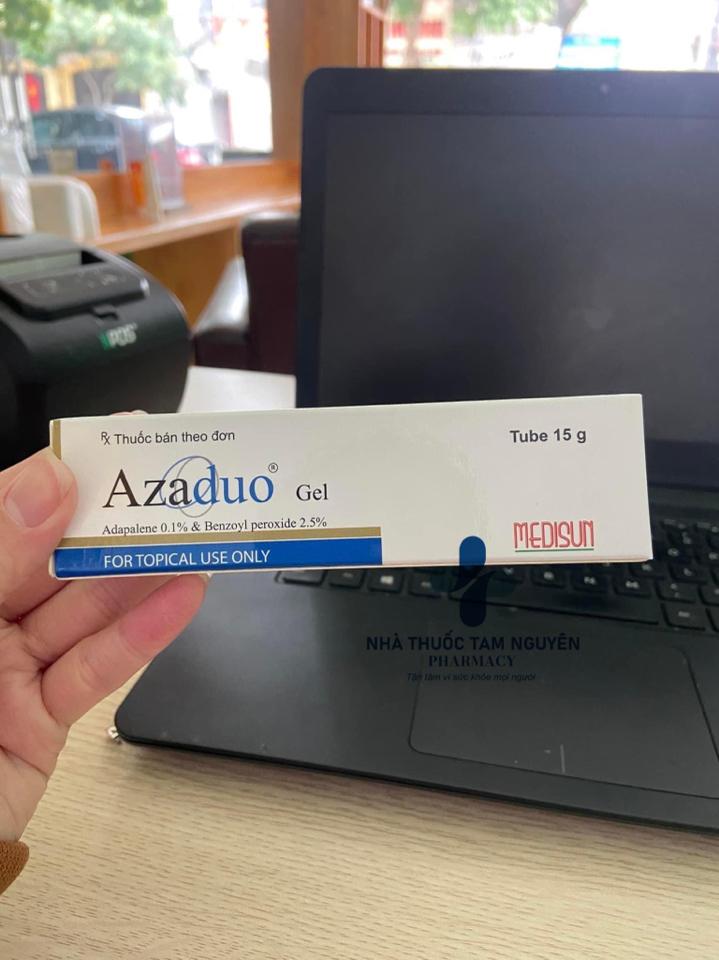 Rx Thuốc bán theo đơn
Tube 15 g
Azaduo® Gel
Adapalene 0.1% & Benzoyl peroxide 2.5%
MEDISUN
FOR TOPICAL USE ONLY
NHÀ THUỐC TAM NGUYÊN
PHARMACY
Tận tâm vì sức khỏe mọi người